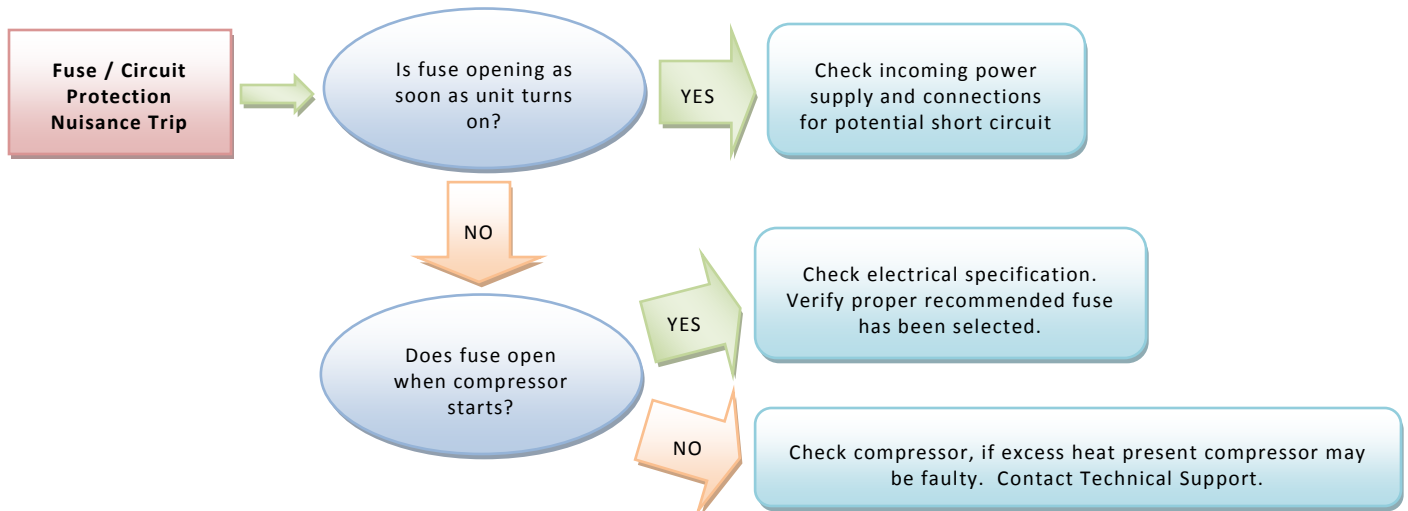 Fuse / Circuit
Protection
Nuisance Trip
Is fuse opening as
soon as unit turns
on?
YES
Check incoming power
supply and connections
for potential short circuit
NO
Does fuse open
when compressor
starts?
YES
Check electrical specification.
Verify proper recommended fuse
has been selected.
NO
Check compressor, if excess heat present compressor may
be faulty.  Contact Technical Support.